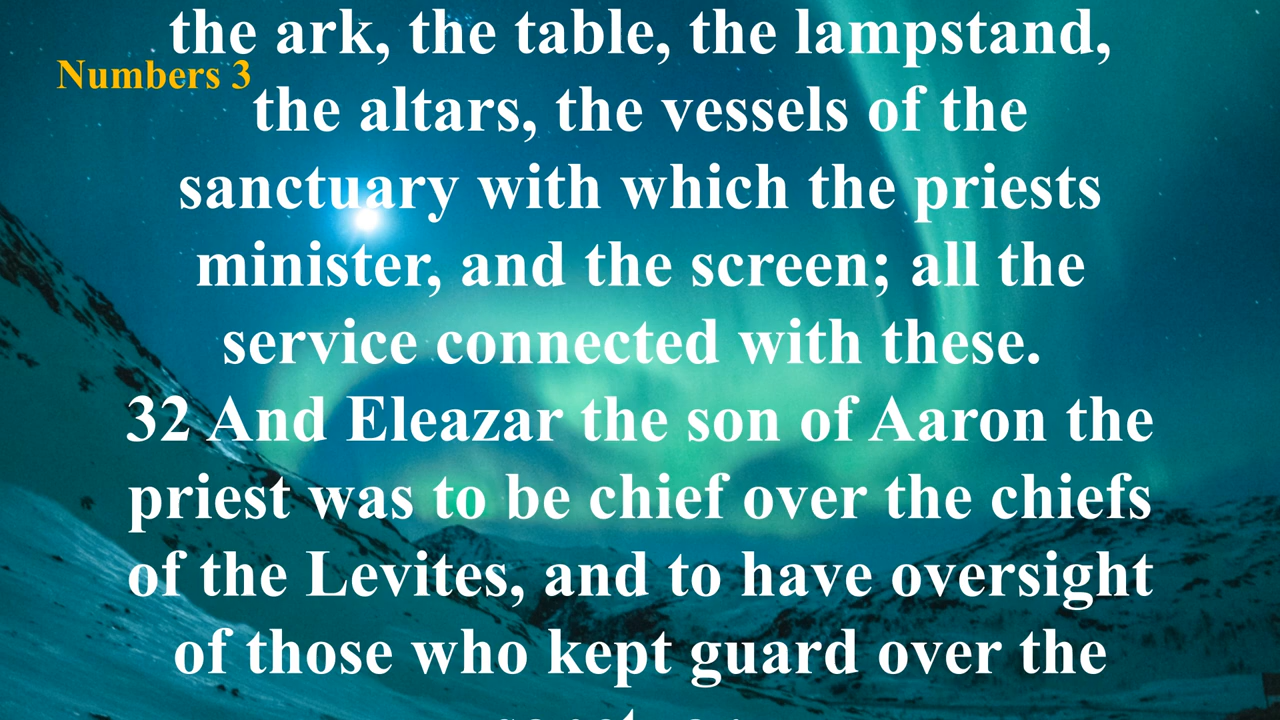 the ark, the table, the lampstand,
Numbers 3
the altars, the vessels of the
sanctuary with which the priests
minister, and the screen; all the
service connected with these.
32 And Eleazar the son of Aaron the
priest was to be chief over the chiefs
of the Levites, and to have oversight
of those who kept guard over the